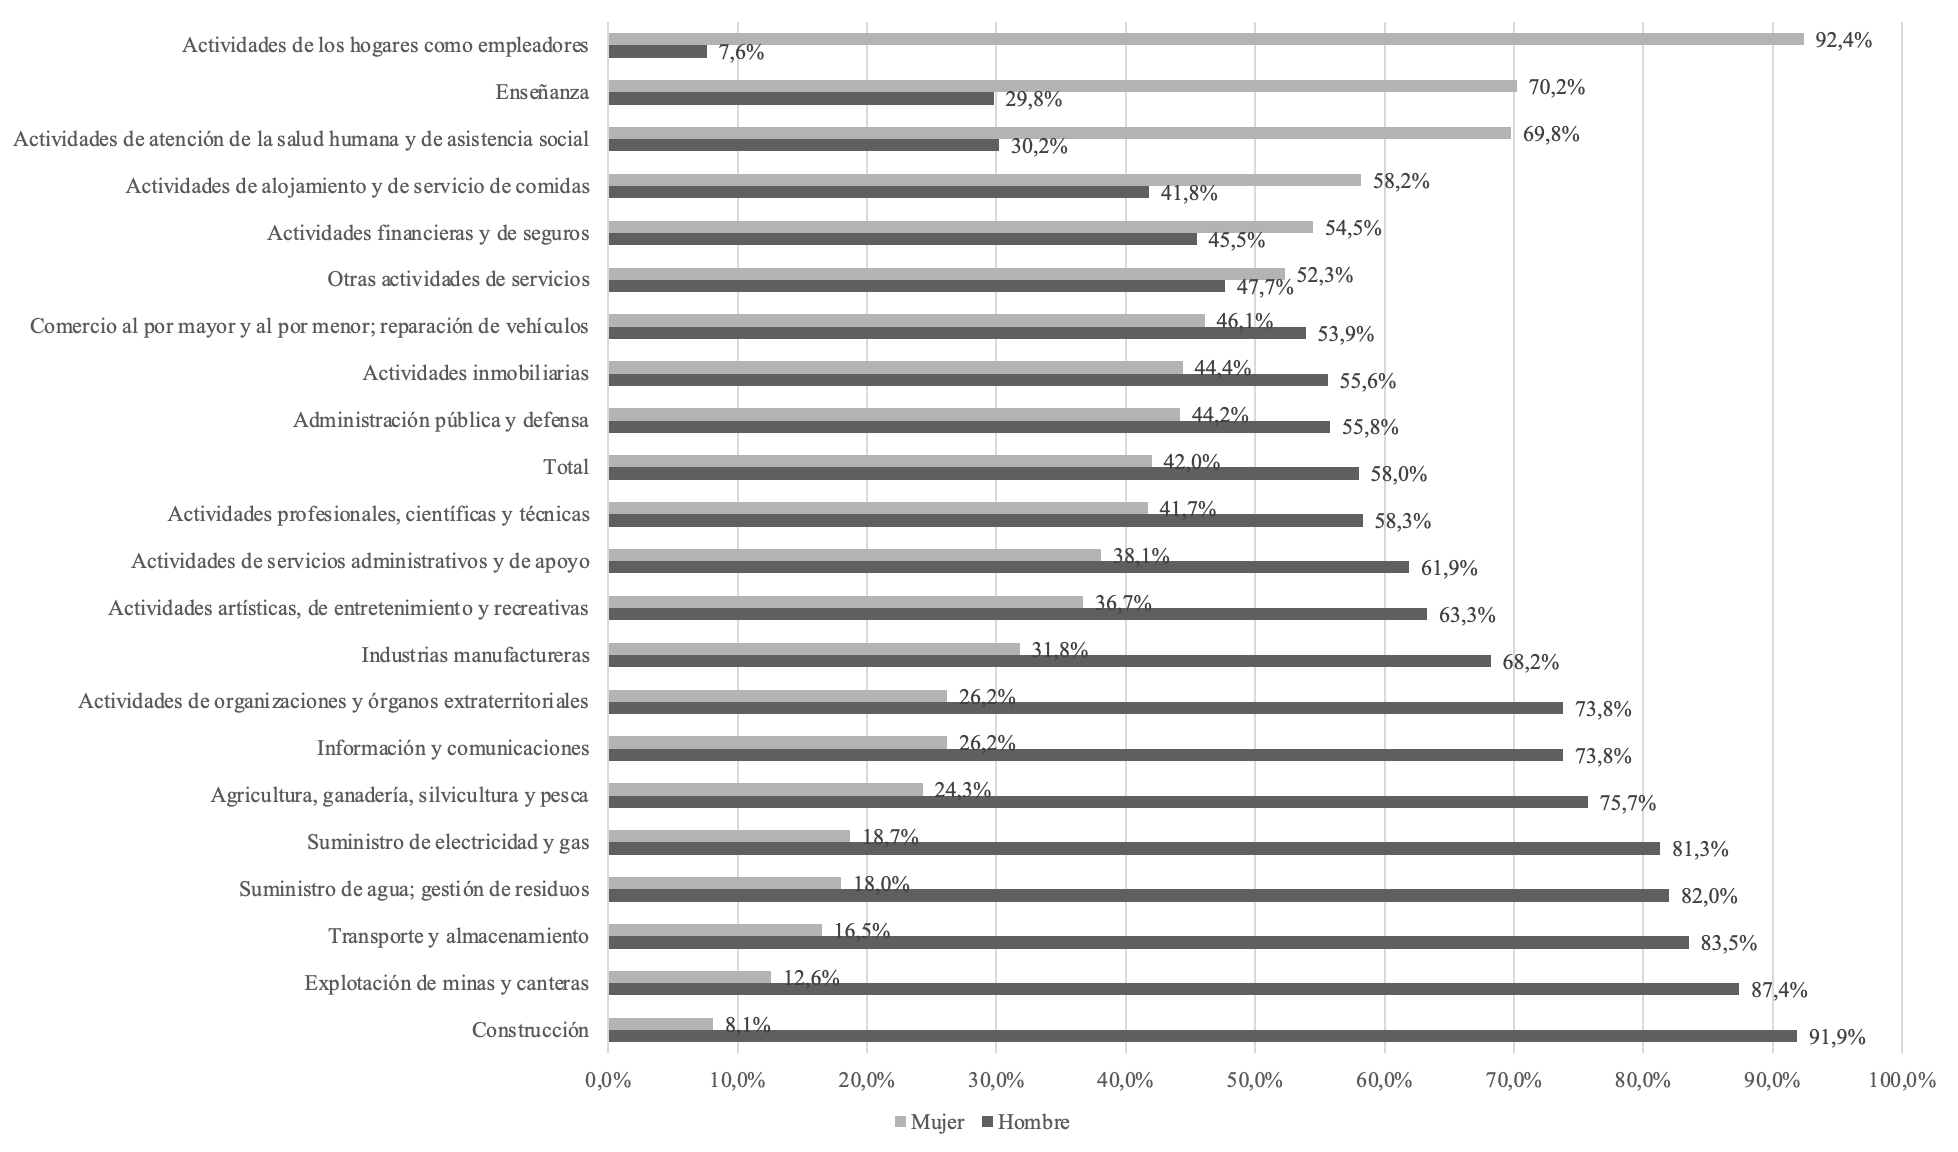 Actividades de los hogares como empleadores
92,4%
7,6%
Enseñanza
70,2%
29,8%
Actividades de atención de la salud humana y de asistencia social
69,8%
30,2%
Actividades de alojamiento y de servicio de comidas
58,2%
41,8%
Actividades financieras y de seguros
54,5%
45,5%
Otras actividades de servicios
52,3%
47,7%
Comercio al por mayor y al por menor; reparación de vehículos
46,1%
53,9%
Actividades inmobiliarias
44,4%
55,6%
Administración pública y defensa
44,2%
55,8%
Total
42,0%
58,0%
Actividades profesionales, científicas y técnicas
41,7%
58,3%
Actividades de servicios administrativos y de apoyo
38,1%
61,9%
Actividades artísticas, de entretenimiento y recreativas
36,7%
63,3%
Industrias manufactureras
31,8%
68,2%
Actividades de organizaciones y órganos extraterritoriales
26,2%
73,8%
Información y comunicaciones
26,2%
73,8%
Agricultura, ganadería, silvicultura y pesca
24,3%
75,7%
Suministro de electricidad y gas
18,7%
81,3%
Suministro de agua; gestión de residuos
18,0%
82,0%
Transporte y almacenamiento
16,5%
83,5%
Explotación de minas y canteras
12,6%
87,4%
Construcción
8,1%
91,9%
0,0% 10,0% 20,0% 30,0% 40,0% 50,0% 60,0% 70,0% 80,0% 90,0% 100,0%
Mujer Hombre